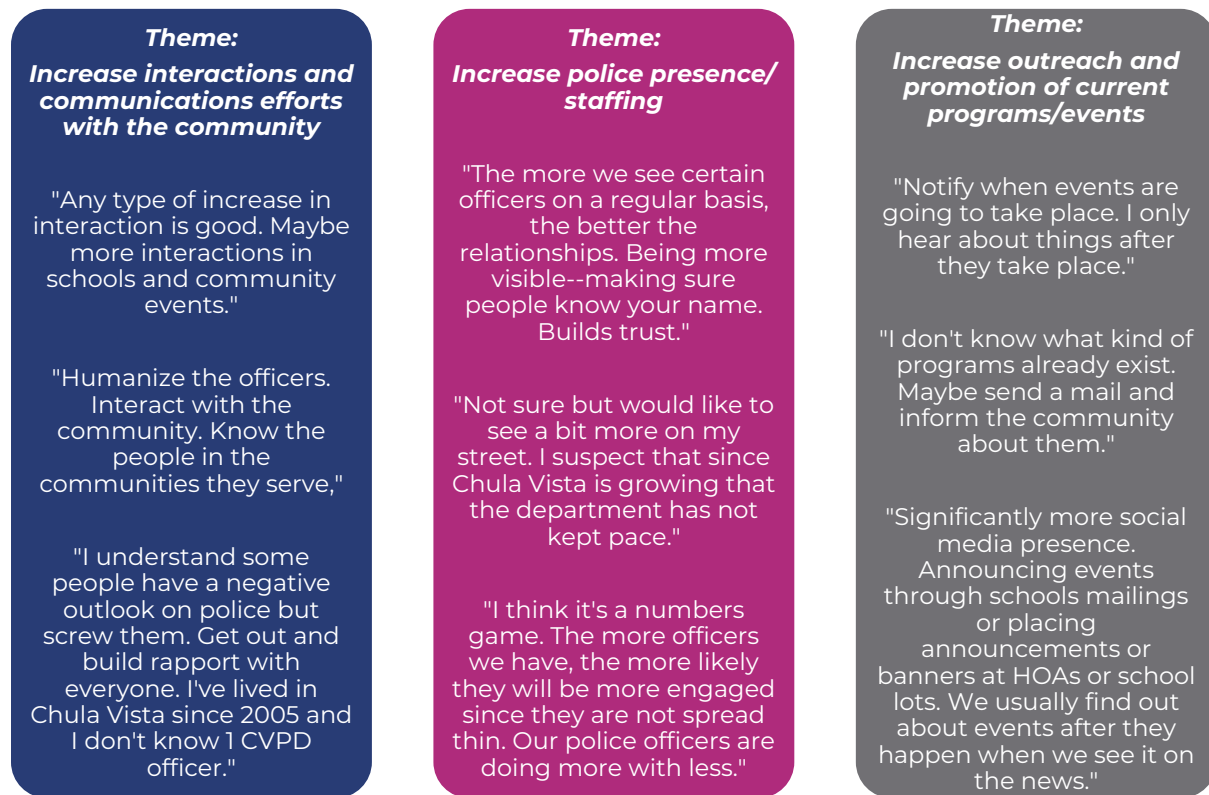 Theme:
Increase interactions and
communications efforts
with the community
"Any type of increase in
interaction is good. Maybe
more interactions in
schools and community
events."
"Humanize the officers.
Interact with the
community. Know the
people in the
communities they serve,"
"I understand some
people have a negative
outlook on police but
screw them. Get out and
build rapport with
everyone. I've lived in
Chula Vista since 2005 and
I don't know 1 CVPD
officer."
Theme:
Increase police presence/
staffing
"The more we see certain
officers on a regular basis,
the better the
relationships. Being more
visible--making sure
people know your name.
Builds trust."
"Not sure but would like to
see a bit more on my
street. I suspect that since
Chula Vista is growing that
the department has not
kept pace."
"I think it's a numbers
game. The more officers
we have, the more likely
they will be more engaged
since they are not spread
thin. Our police officers are
doing more with less."
Theme:
Increase outreach and
promotion of current
programs/events
"Notify when events are
going to take place. I only
hear about things after
they take place."
"I don't know what kind of
programs already exist.
Maybe send a mail and
inform the community
about them."
"Significantly more social
media presence.
Announcing events
through schools mailings
or placing
announcements or
banners at HOAs or school
lots. We usually find out
about events after they
happen when we see it on
the news."